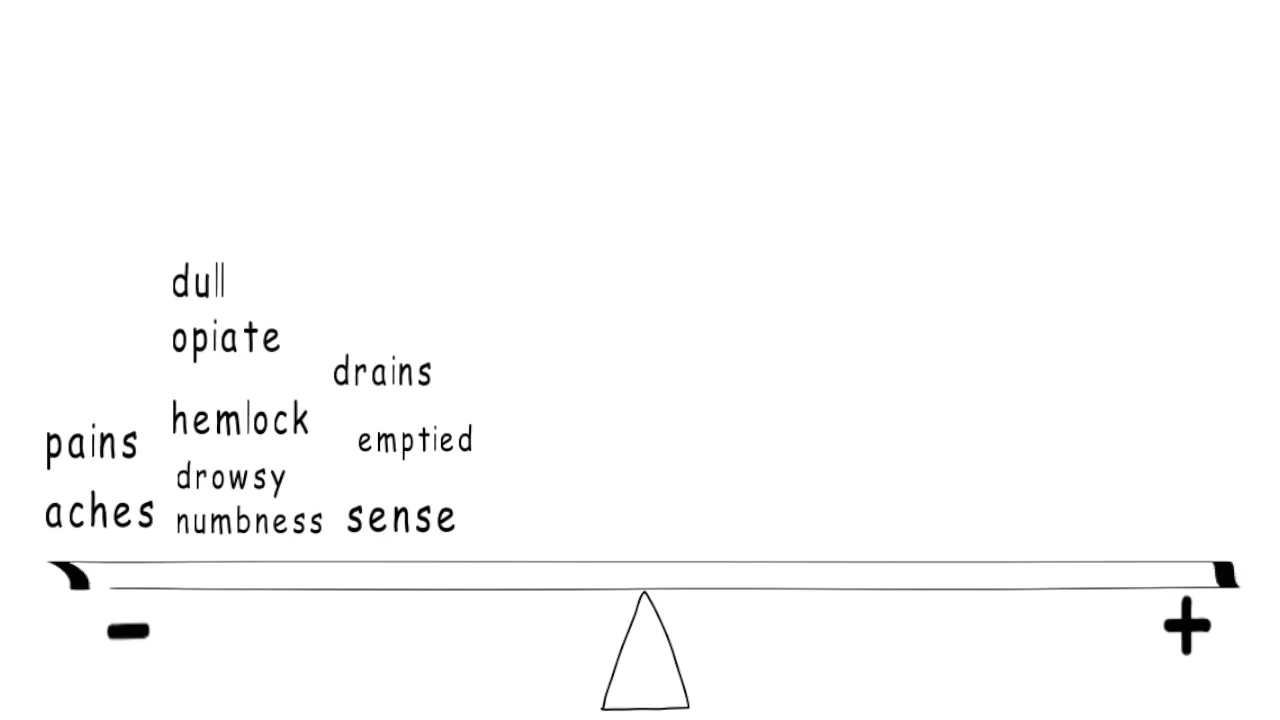 dull
opiate
drains
hemlock
pains
emptied
drowsy
aches
numbness
sense
-
+